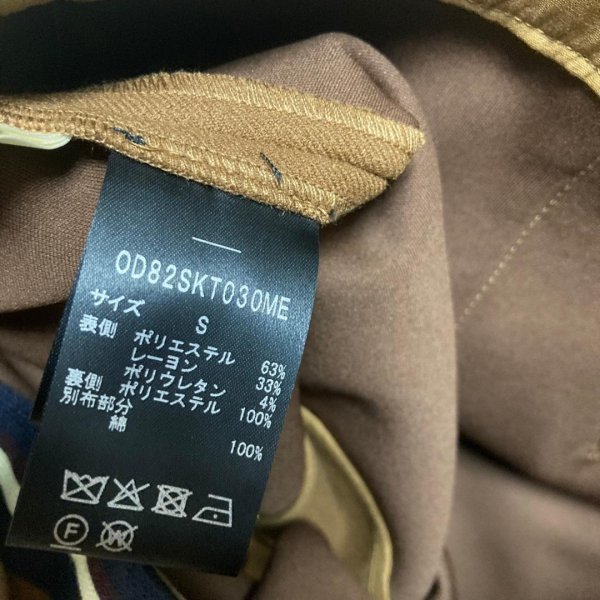 OD82SKT030ME
サイズ S
表側 ポリエステル 63%
レーヨン 33%
ポリウレタン 4%
裏側 ポリエステル 100%
別布部分
綿 100%
F
W